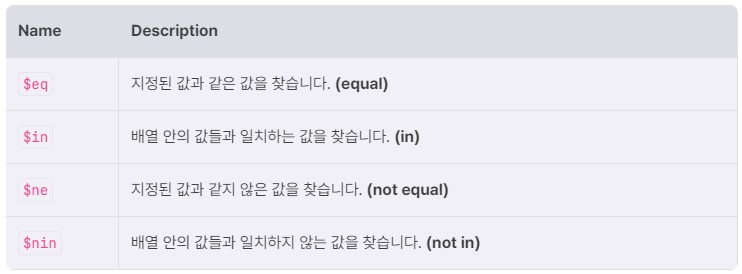 Name Description
$eq 지정된 값과 같은 값을 찾습니다. (equal)
$in 배열 안의 값들과 일치하는 값을 찾습니다. (in)
$ne 지정된 값과 같지 않은 값을 찾습니다. (not equal)
$nin 배열 안의 값들과 일치하지 않는 값을 찾습니다. (not in)